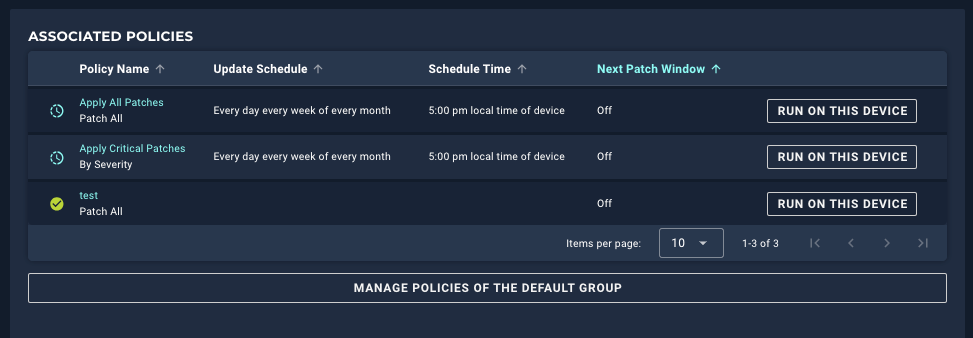 ASSOCIATED POLICIES
Policy Name Update Schedule Schedule Time Next Patch Window
Apply All Patches
Patch All
Every day every week of every month 5:00 pm local time of device Off RUN ON THIS DEVICE
Apply Critical Patches
By Severity
Every day every week of every month 5:00 pm local time of device Off RUN ON THIS DEVICE
test
Patch All
Off RUN ON THIS DEVICE
Items per page: 10 1-3 of 3
MANAGE POLICIES OF THE DEFAULT GROUP